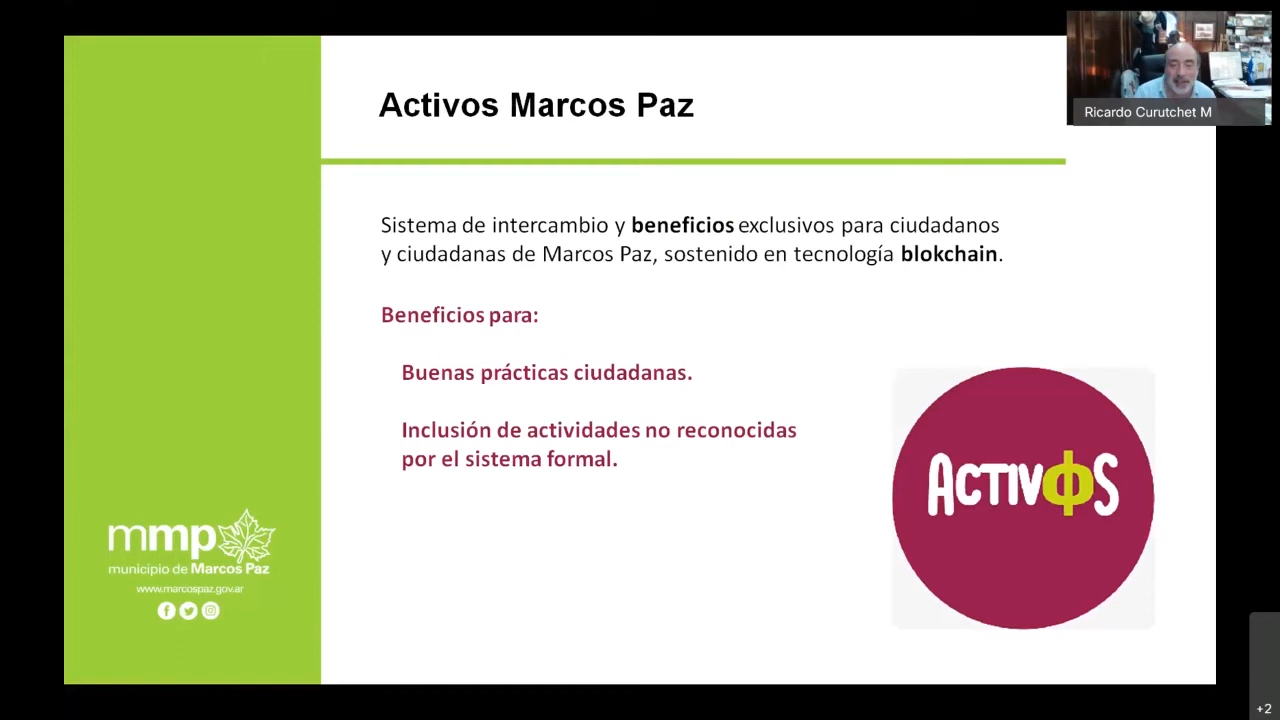 Activos Marcos Paz
Ricardo Curutchet M
Sistema de intercambio y beneficios exclusivos para ciudadanos
y ciudadanas de Marcos Paz, sostenido en tecnología blokchain.
Beneficios para:
Buenas prácticas ciudadanas.
Inclusión de actividades no reconocidas
por el sistema formal.
ACTIVOS
mmp
municipio de Marcos Paz
www.marcospaz.gov.ar
+2